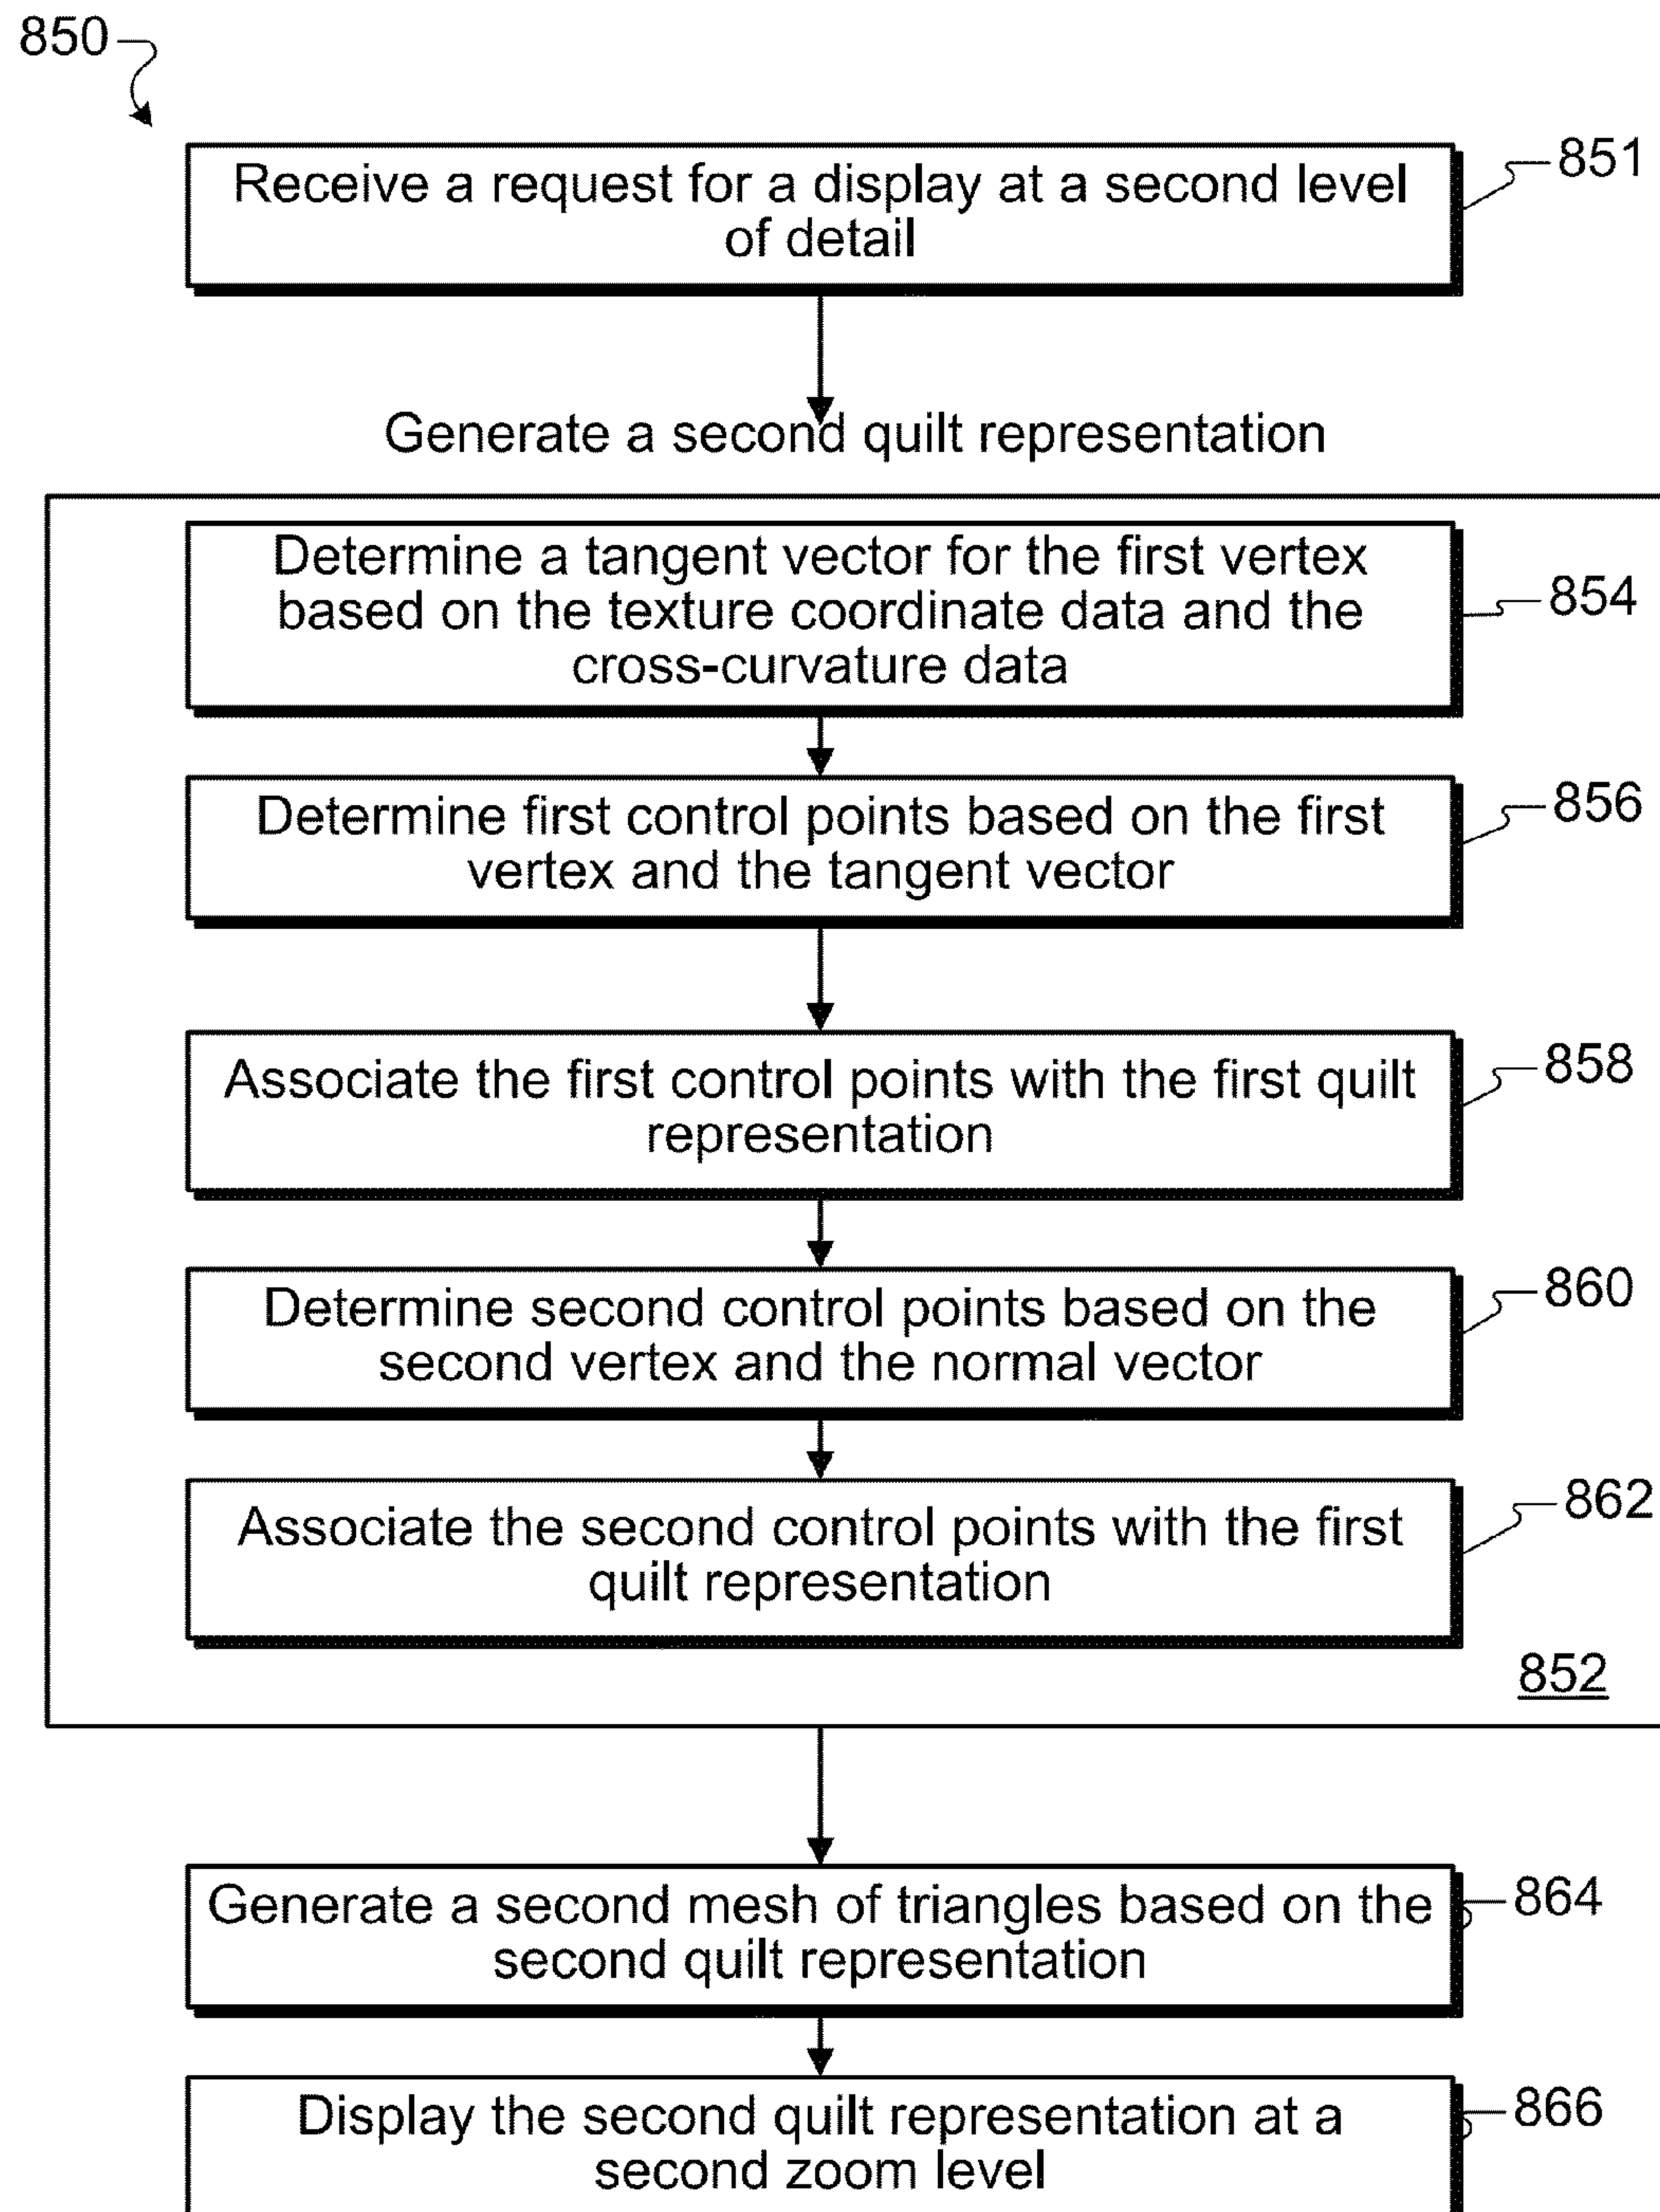 850
Receive a request for a display at a second level
of detail
851
Generate a second quilt representation
Determine a tangent vector for the first vertex
based on the texture coordinate data and the
cross-curvature data
854
Determine first control points based on the first
vertex and the tangent vector
856
Associate the first control points with the first quilt
representation
858
Determine second control points based on the
second vertex and the normal vector
860
Associate the second control points with the first
quilt representation
862
852
Generate a second mesh of triangles based on the
second quilt representation
864
Display the second quilt representation at a
second zoom level
866